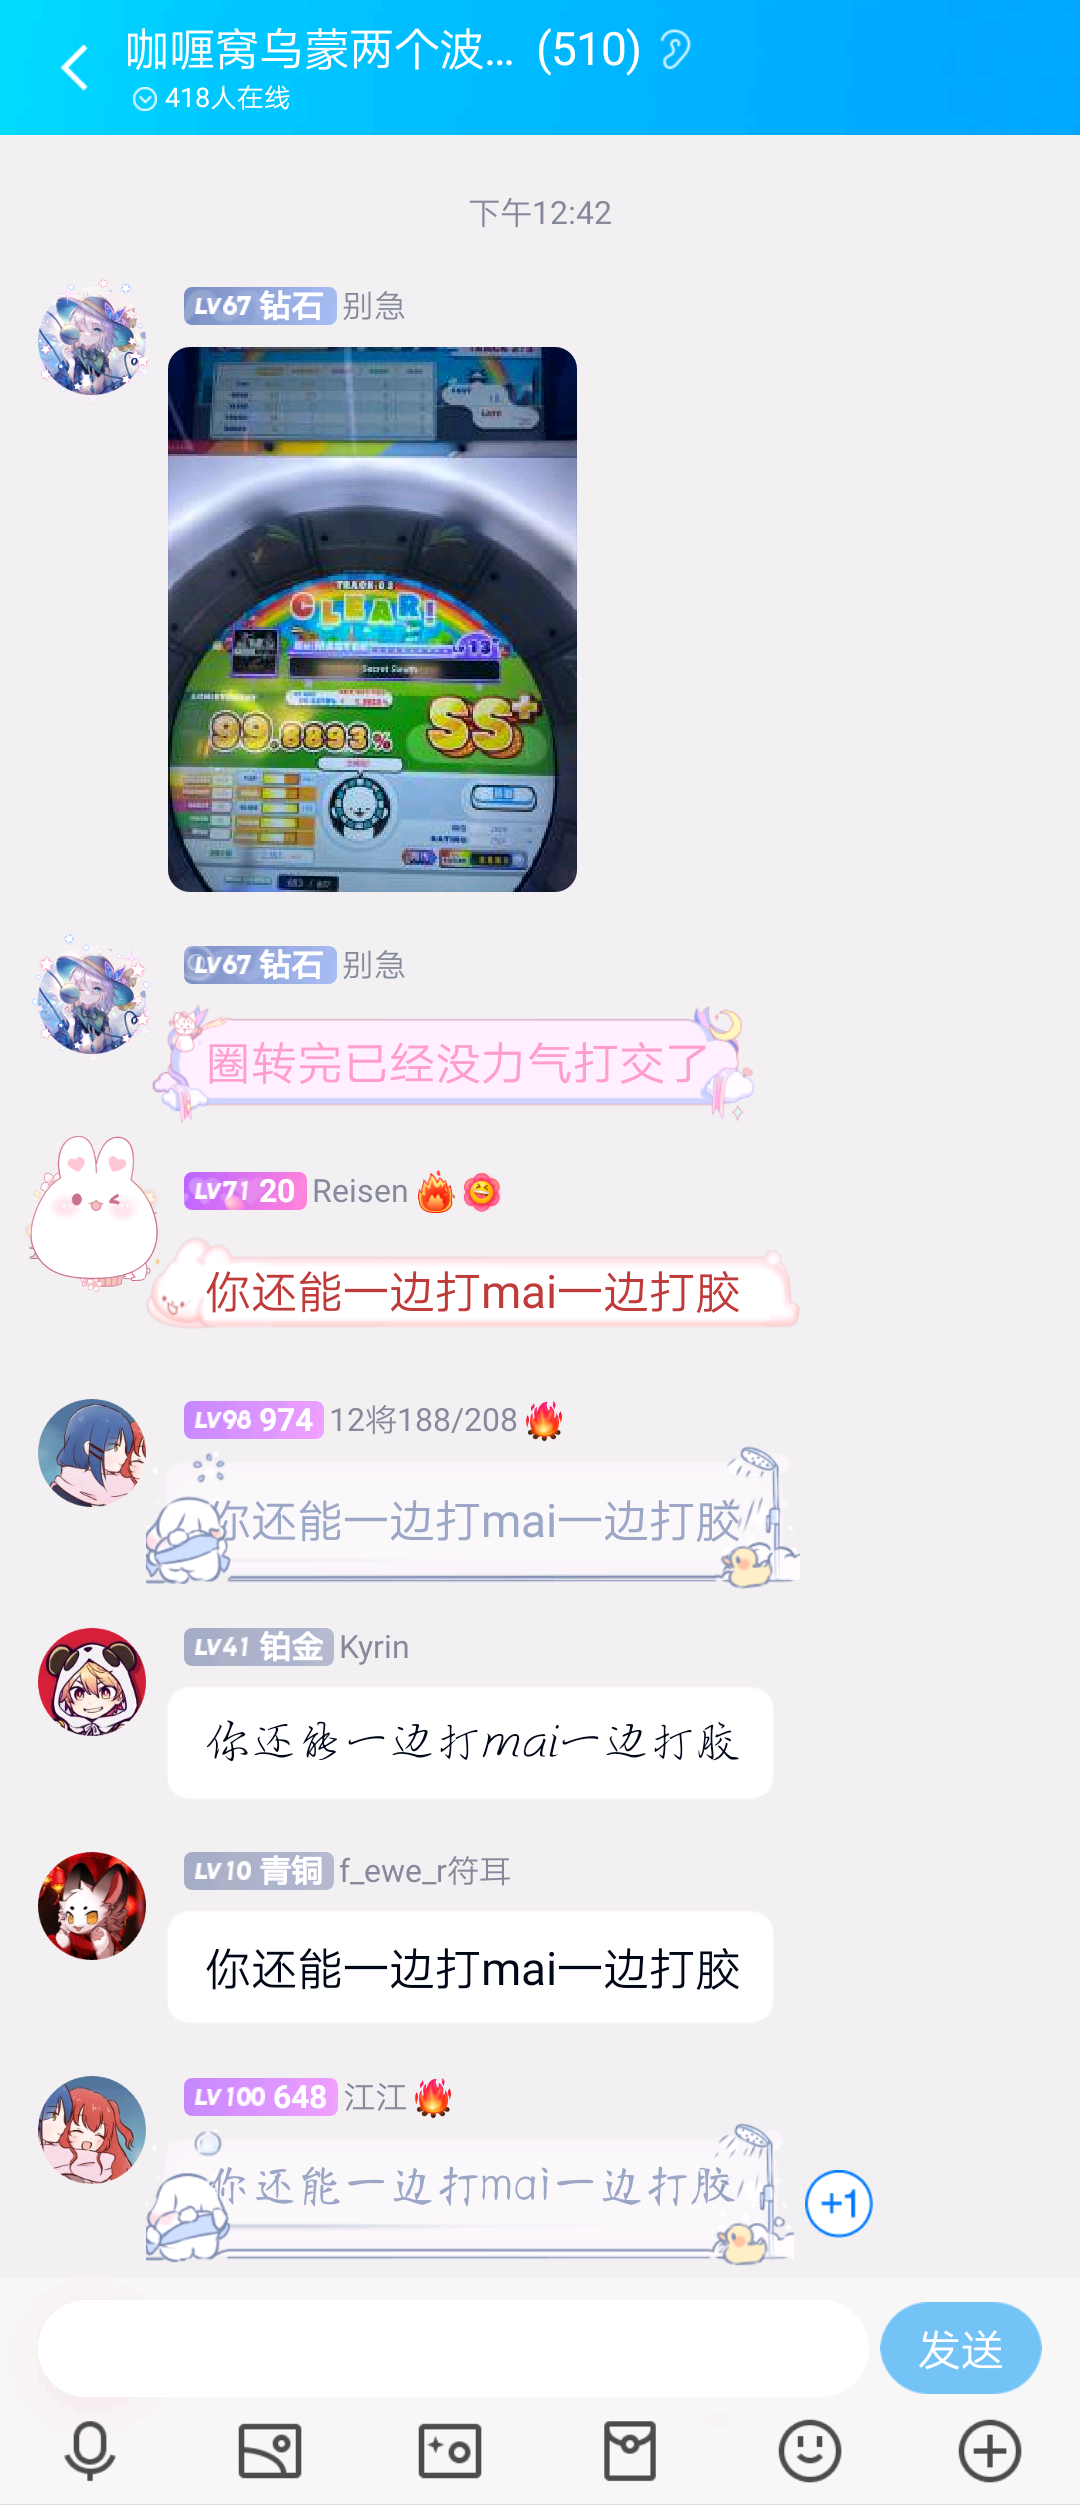 咖喱窝乌蒙两个波... (510)
418人在线
下午12:42
LV67 钻石 别急
TRACK 03
CLEAR!
13
99.8893%
SS+
LV67 钻石 别急
圈转完已经没力气打交了
LV71 20 Reisen
你还能一边打mai一边打胶
LV98 974 12将188/208
你还能一边打mai一边打胶
LV41 铂金 Kyrin
你还能一边打mai一边打胶
LV10 青铜 f_ewe_r符耳
你还能一边打mai一边打胶
LV100 648 江江
你还能一边打mai一边打胶
+1
发送